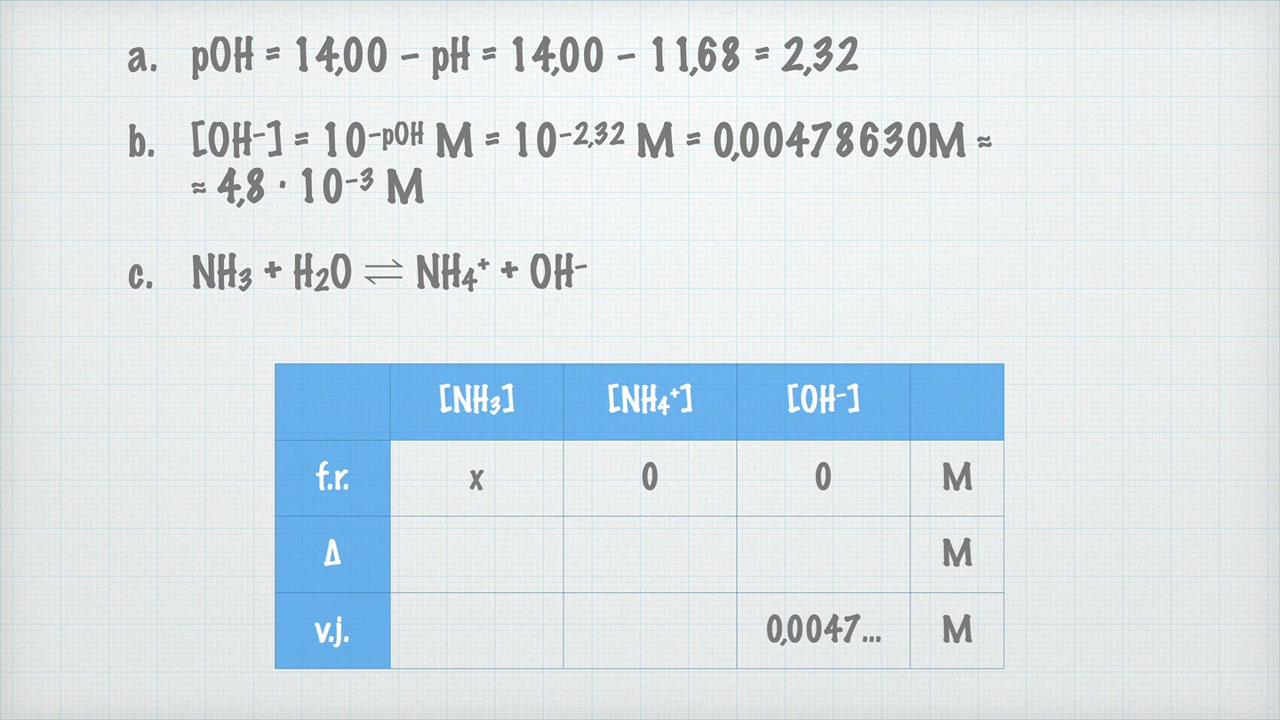 a. pOH = 14,00 – pH = 14,00 – 11,68 = 2,32
b. [OH⁻] = 10⁻ᵖᴼᴴ M = 10⁻²,³² M = 0,00478630M ≈
≈ 4,8 · 10⁻³ M
c. NH₃ + H₂O ⇌ NH₄⁺ + OH⁻
[NH₃] [NH₄⁺] [OH⁻]
f.r. x 0 0 M
Δ M
v.j. 0,0047... M